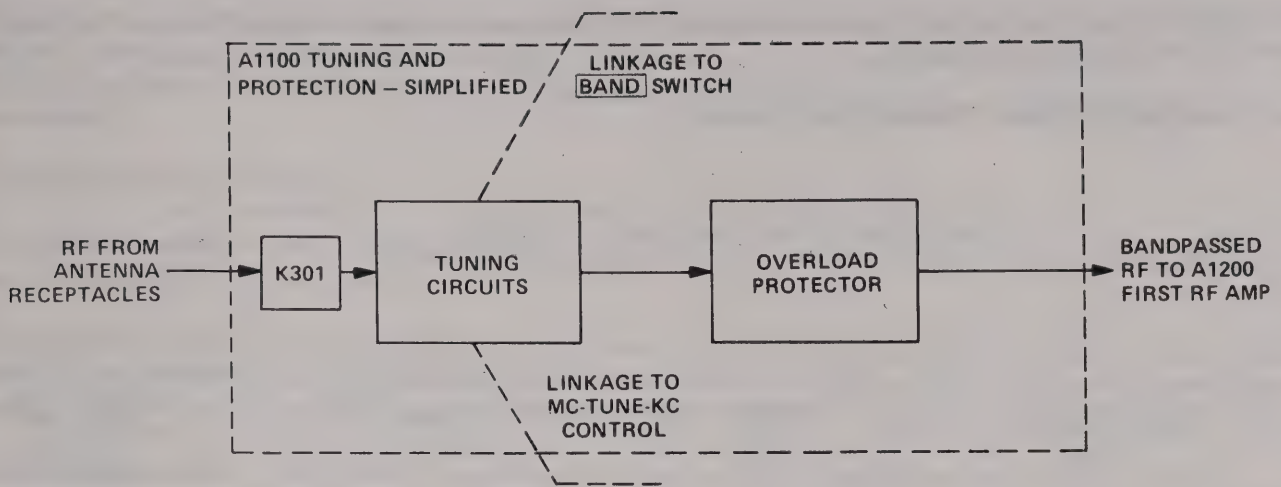 A1100 TUNING AND
PROTECTION – SIMPLIFIED
LINKAGE TO
BAND SWITCH
RF FROM
ANTENNA
RECEPTACLES
K301
TUNING
CIRCUITS
OVERLOAD
PROTECTOR
BANDPASSED
RF TO A1200
FIRST RF AMP
LINKAGE TO
MC-TUNE-KC
CONTROL